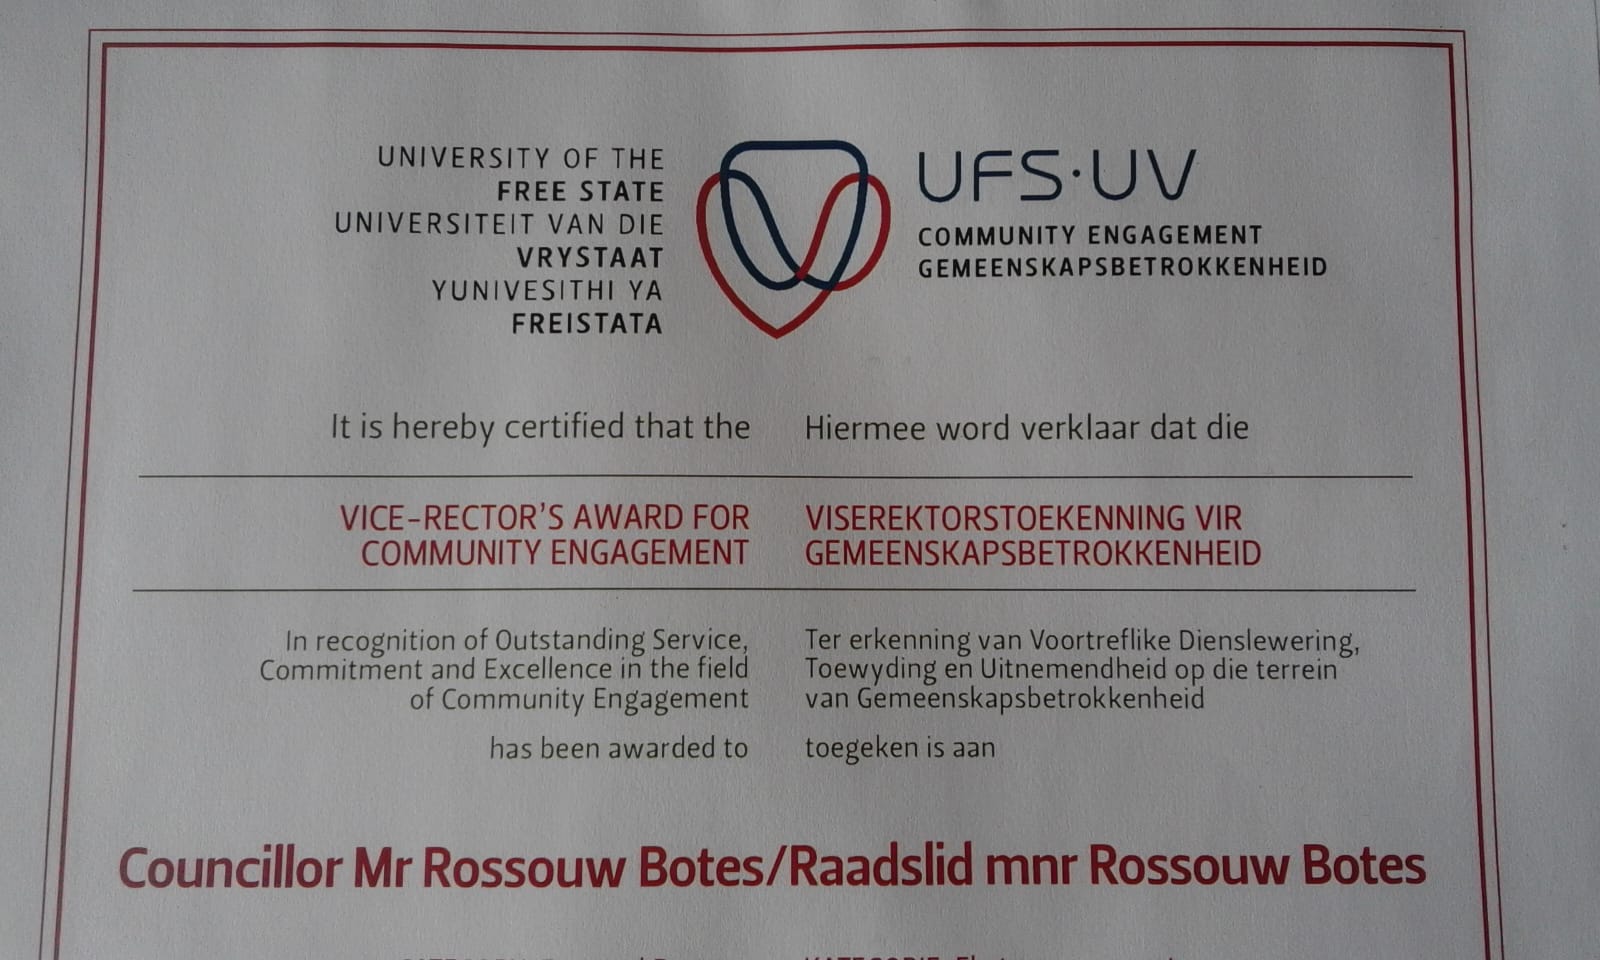 UNIVERSITY OF THE
FREE STATE
UNIVERSITEIT VAN DIE
VRYSTAAT
YUNIVESITHI YA
FREISTATA
UFS·UV
COMMUNITY ENGAGEMENT
GEMEENSKAPSBETROKKENHEID
It is hereby certified that the
Hiermee word verklaar dat die
VICE-RECTOR'S AWARD FOR
COMMUNITY ENGAGEMENT
VISEREKTORSTOEKENNING VIR
GEMEENSKAPSBETROKKENHEID
In recognition of Outstanding Service,
Commitment and Excellence in the field
of Community Engagement
has been awarded to
Ter erkenning van Voortreflike Dienslewering,
Toewyding en Uitnemendheid op die terrein
van Gemeenskapsbetrokkenheid
toegeken is aan
Councillor Mr Rossouw Botes/Raadslid mnr Rossouw Botes